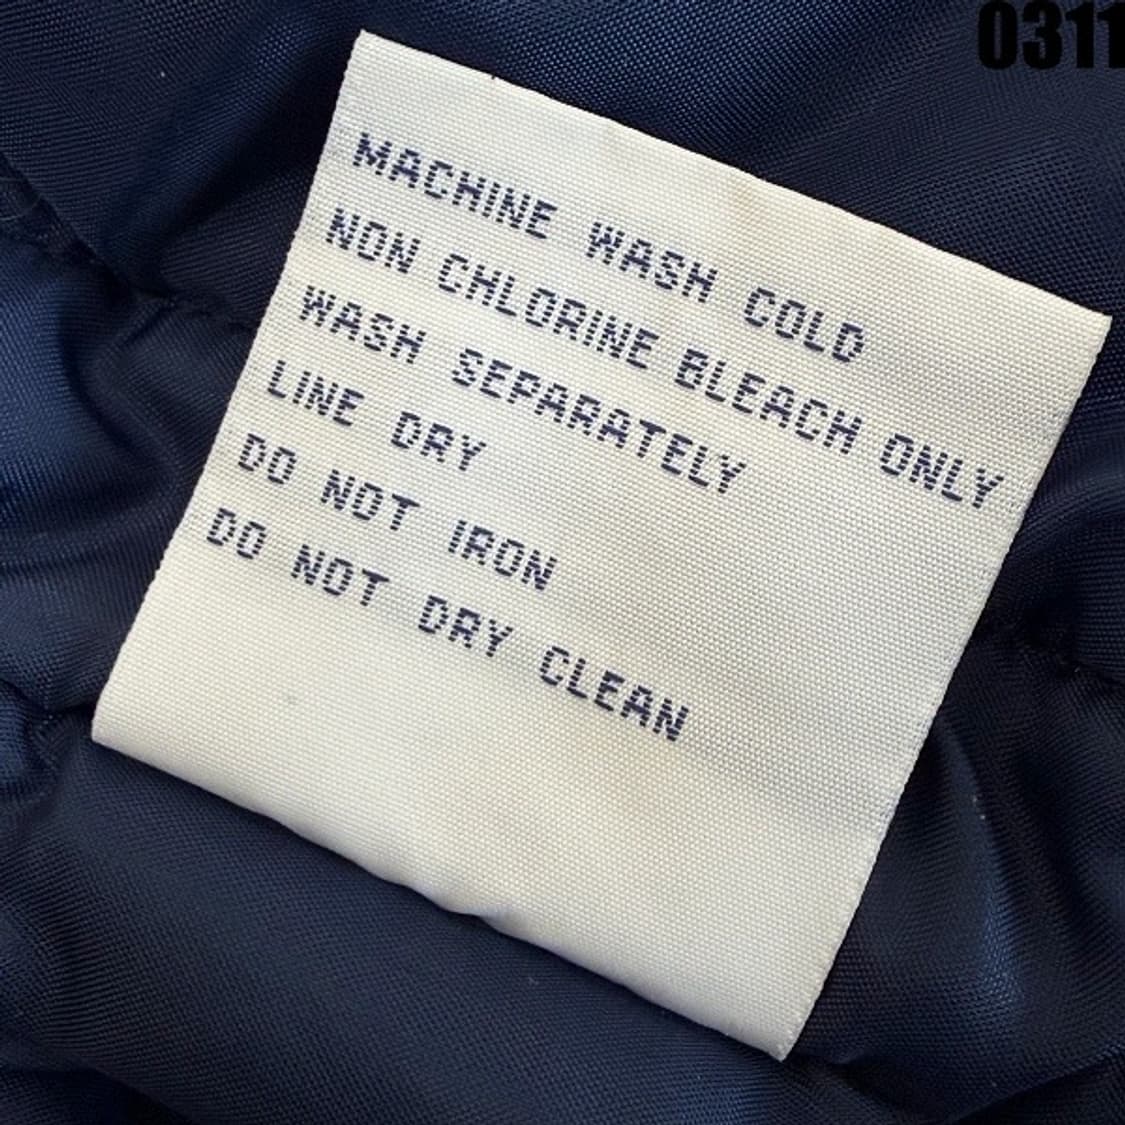 0311
MACHINE WASH COLD
NON CHLORINE BLEACH ONLY
WASH SEPARATELY
LINE DRY
DO NOT IRON
DO NOT DRY CLEAN